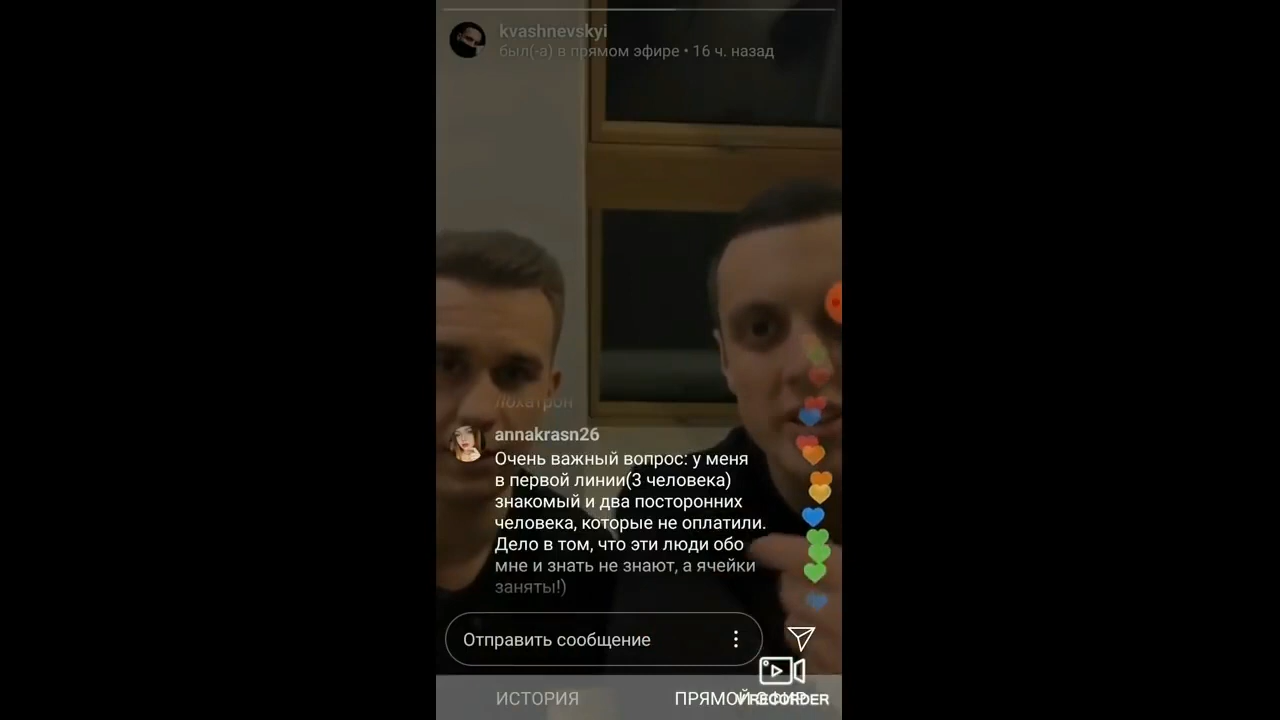 kvashnevskyi
был(-а) в прямом эфире • 16 ч. назад
лохатрон
annakrasn26
Очень важный вопрос: у меня
в первой линии(3 человека)
знакомый и два посторонних
человека, которые не оплатили.
Дело в том, что эти люди обо
мне и знать не знают, а ячейки
заняты!)
Отправить сообщение
ИСТОРИЯ
ПРЯМОЙ ЭФИР
VRECORDER